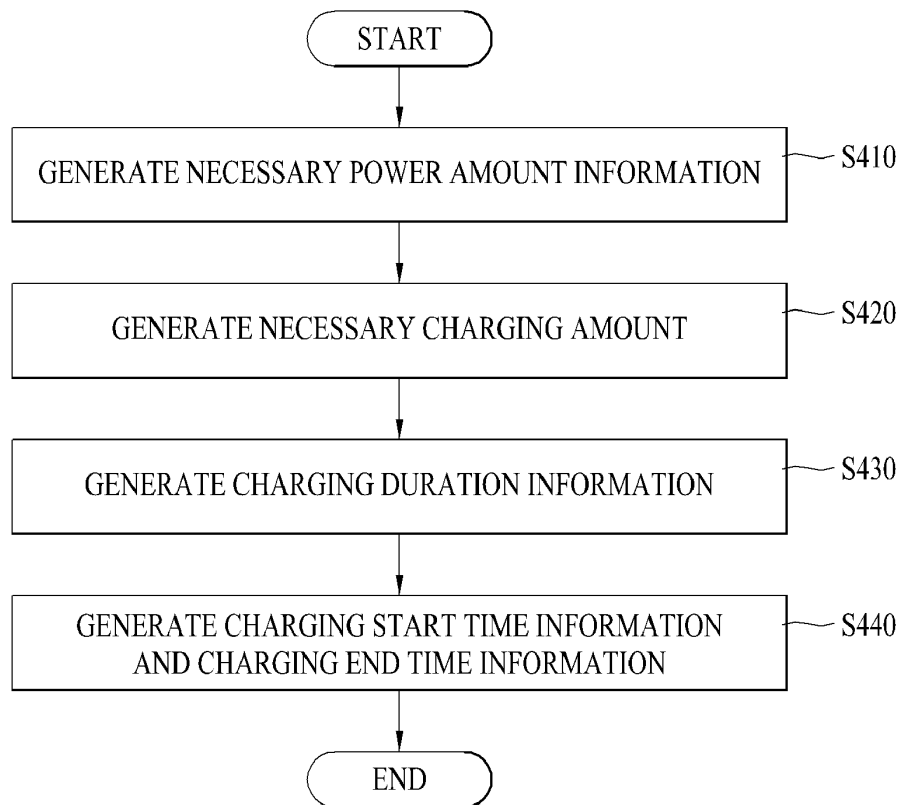 START
GENERATE NECESSARY POWER AMOUNT INFORMATION
S410
GENERATE NECESSARY CHARGING AMOUNT
S420
GENERATE CHARGING DURATION INFORMATION
S430
GENERATE CHARGING START TIME INFORMATION
AND CHARGING END TIME INFORMATION
S440
END